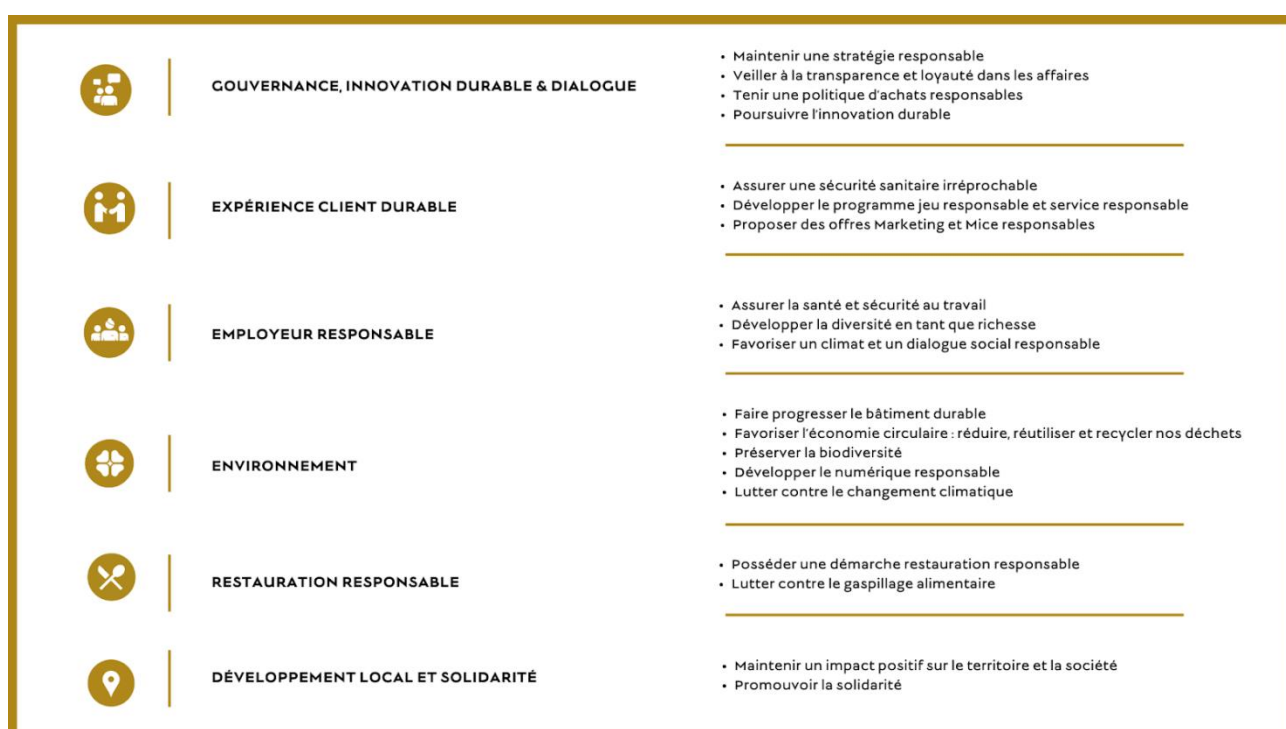 GOUVERNANCE, INNOVATION DURABLE & DIALOGUE
• Maintenir une stratégie responsable
• Veiller à la transparence et loyauté dans les affaires
• Tenir une politique d'achats responsables
• Poursuivre l'innovation durable
EXPÉRIENCE CLIENT DURABLE
• Assurer une sécurité sanitaire irréprochable
• Développer le programme jeu responsable et service responsable
• Proposer des offres Marketing et Mice responsables
EMPLOYEUR RESPONSABLE
• Assurer la santé et sécurité au travail
• Développer la diversité en tant que richesse
• Favoriser un climat et un dialogue social responsable
ENVIRONNEMENT
• Faire progresser le bâtiment durable
• Favoriser l'économie circulaire : réduire, réutiliser et recycler nos déchets
• Préserver la biodiversité
• Développer le numérique responsable
• Lutter contre le changement climatique
RESTAURATION RESPONSABLE
• Posséder une démarche restauration responsable
• Lutter contre le gaspillage alimentaire
DÉVELOPPEMENT LOCAL ET SOLIDARITÉ
• Maintenir un impact positif sur le territoire et la société
• Promouvoir la solidarité